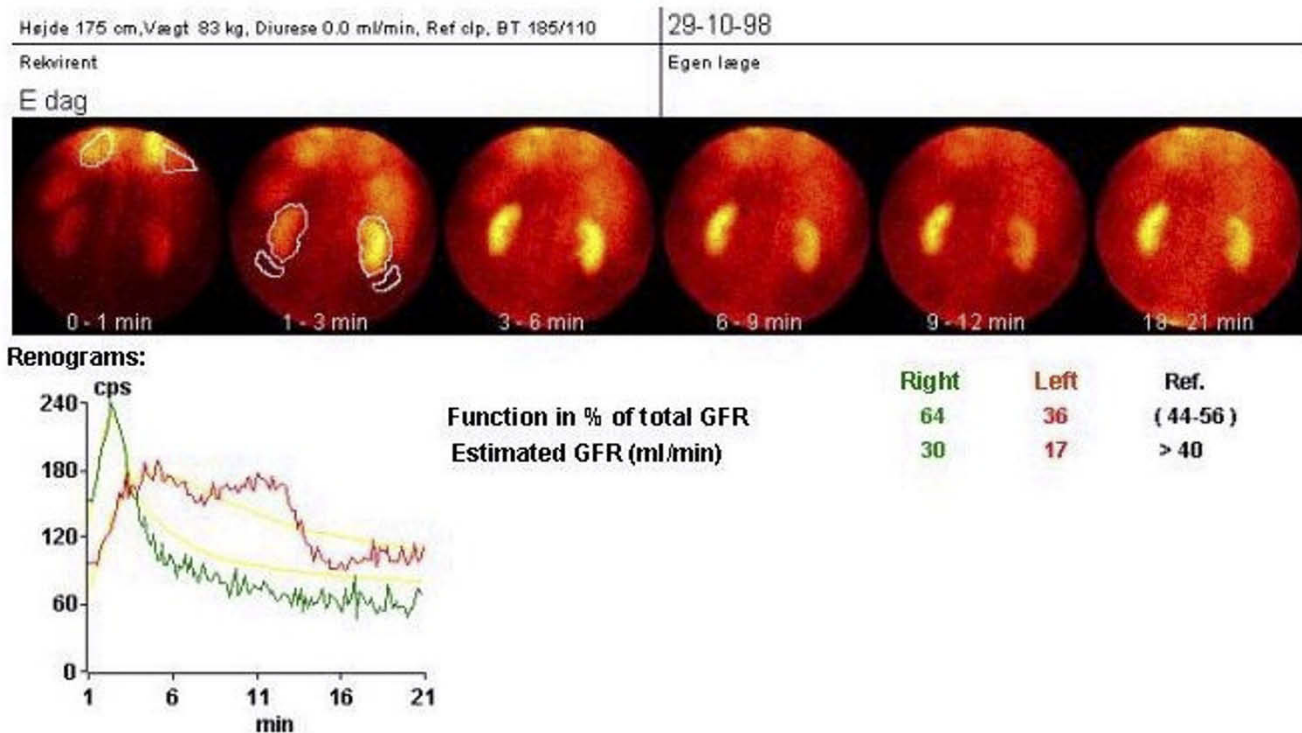 Højde 175 cm,Vægt 83 kg, Diurese 0.0 ml/min, Ref clp, BT 185/110
29-10-98
Rekvirent
Egen læge
E dag
0 - 1 min
1 - 3 min
3 - 6 min
6 - 9 min
9 - 12 min
18 - 21 min
Renograms:
cps
240
180
120
60
0
1 6 11 16 21
min
Right Left Ref.
Function in % of total GFR 64 36 ( 44-56 )
Estimated GFR (ml/min) 30 17 > 40